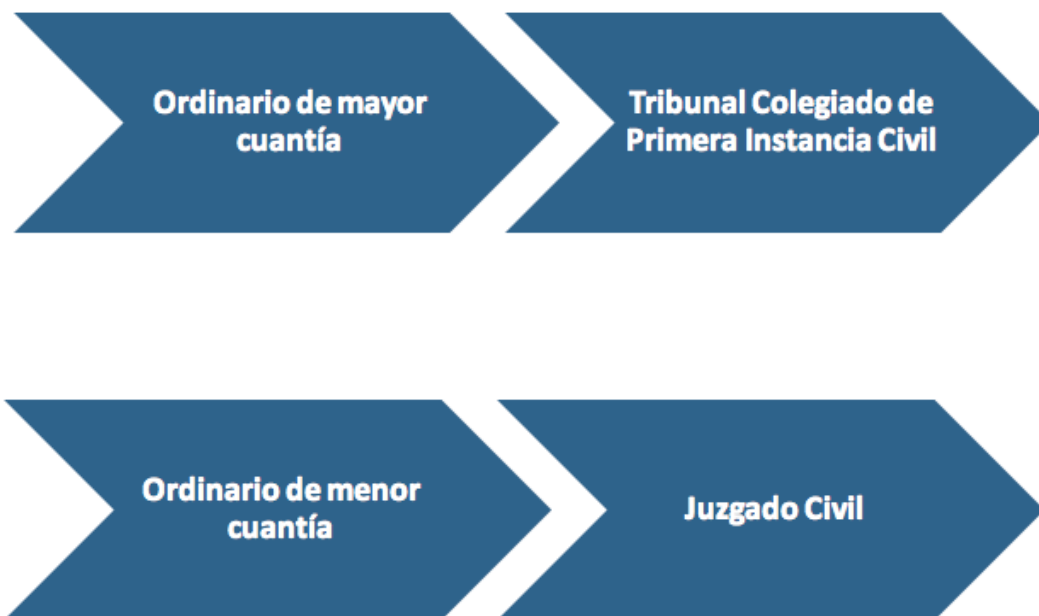 Ordinario de mayor
cuantía
Tribunal Colegiado de
Primera Instancia Civil
Ordinario de menor
cuantía
Juzgado Civil